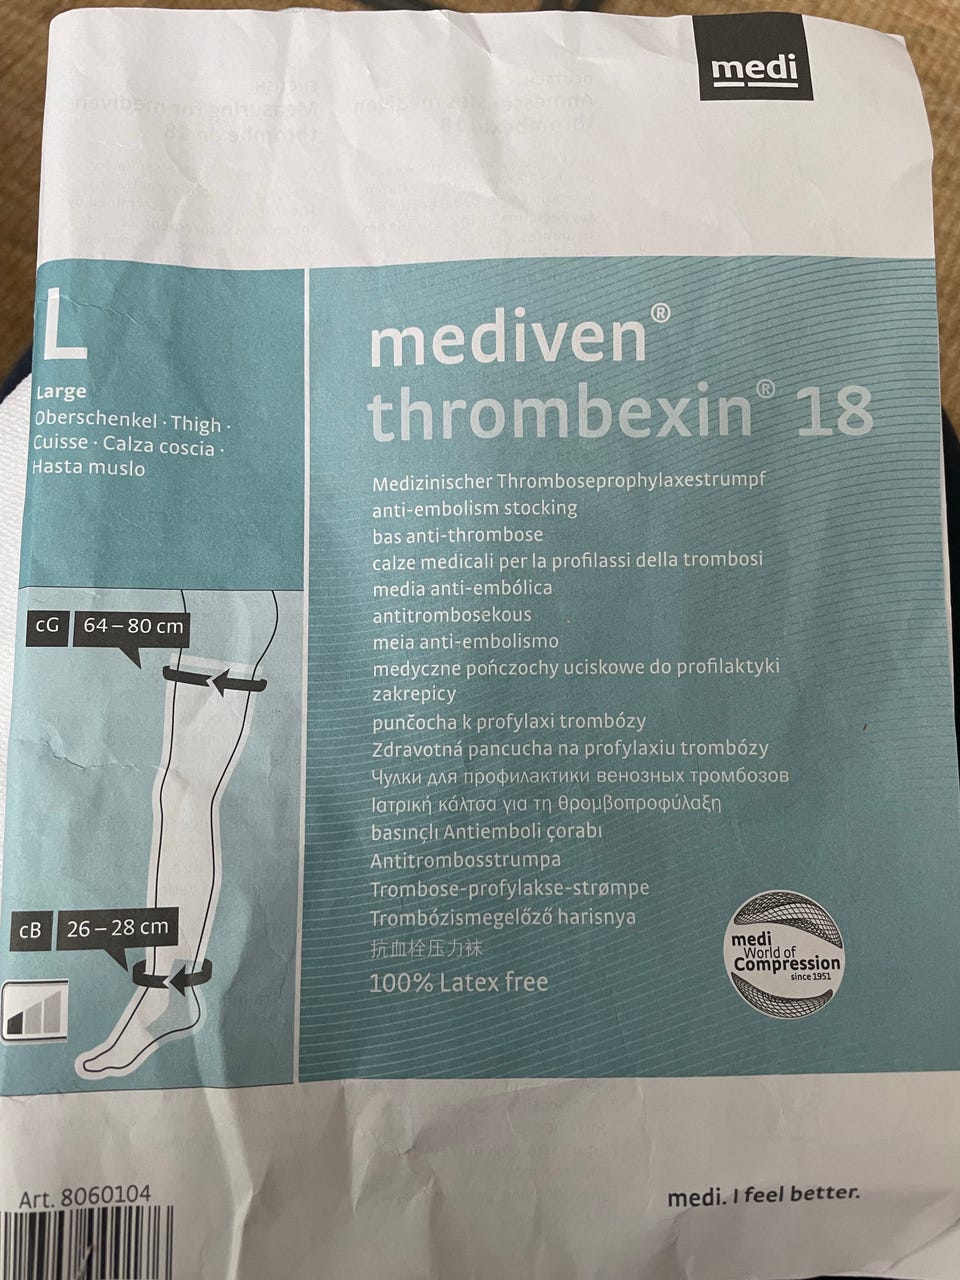 medi
L
Large
Oberschenkel · Thigh ·
Cuisse · Calza coscia ·
Hasta muslo
cG 64 – 80 cm
cB 26 – 28 cm
mediven®
thrombexin® 18
Medizinischer Thromboseprophylaxestrumpf
anti-embolism stocking
bas anti-thrombose
calze medicali per la profilassi della trombosi
media anti-embólica
antitrombosekous
meia anti-embolismo
medyczne pończochy uciskowe do profilaktyki
zakrepicy
punčocha k profylaxi trombózy
Zdravotná pancucha na profylaxiu trombózy
Чулки для профилактики венозных тромбозов
Ιατρική κάλτσα για τη θρομβοπροφύλαξη
basınçlı Antiemboli çorabı
Antitrombosstrumpa
Trombose-profylakse-strømpe
Trombózismegelőző harisnya
抗血栓压力袜
100% Latex free
medi
World of
Compression
since 1951
Art. 8060104
medi. I feel better.